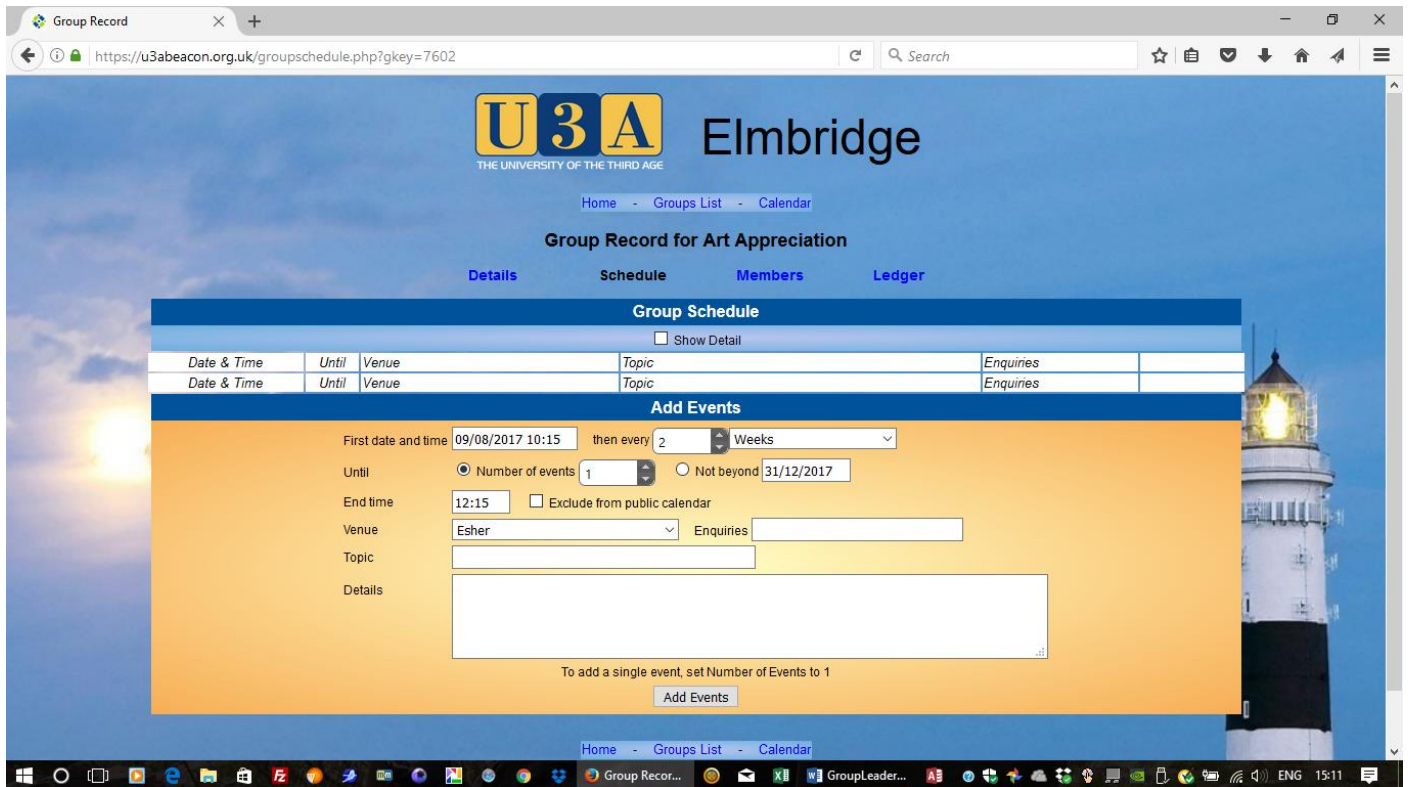 Group Record
https://u3abeacon.org.uk/groupschedule.php?gkey=7602 Search
U3A Elmbridge
THE UNIVERSITY OF THE THIRD AGE
Home - Groups List - Calendar
Group Record for Art Appreciation
Details Schedule Members Ledger
Group Schedule
Show Detail
Date & Time Until Venue Topic Enquiries
Date & Time Until Venue Topic Enquiries
Add Events
First date and time 09/08/2017 10:15 then every 2 Weeks
Until Number of events 1 Not beyond 31/12/2017
End time 12:15 Exclude from public calendar
Venue Esher Enquiries
Topic
Details
To add a single event, set Number of Events to 1
Add Events
Home - Groups List - Calendar
Group Recor... GroupLeader... ENG 15:11